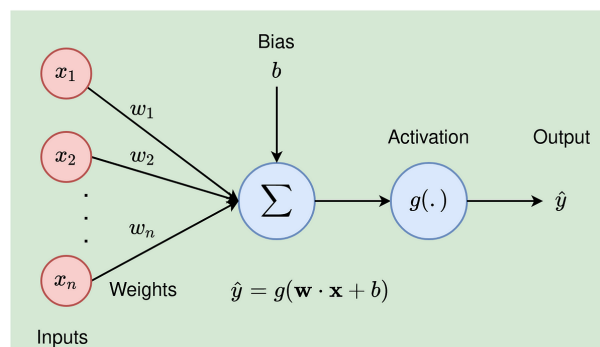 Bias
b
x₁
w₁
Activation
Output
x₂
w₂
∑
g(.)
ŷ
wₙ
xₙ
Weights
ŷ = g(𝐰 · 𝐱 + b)
Inputs